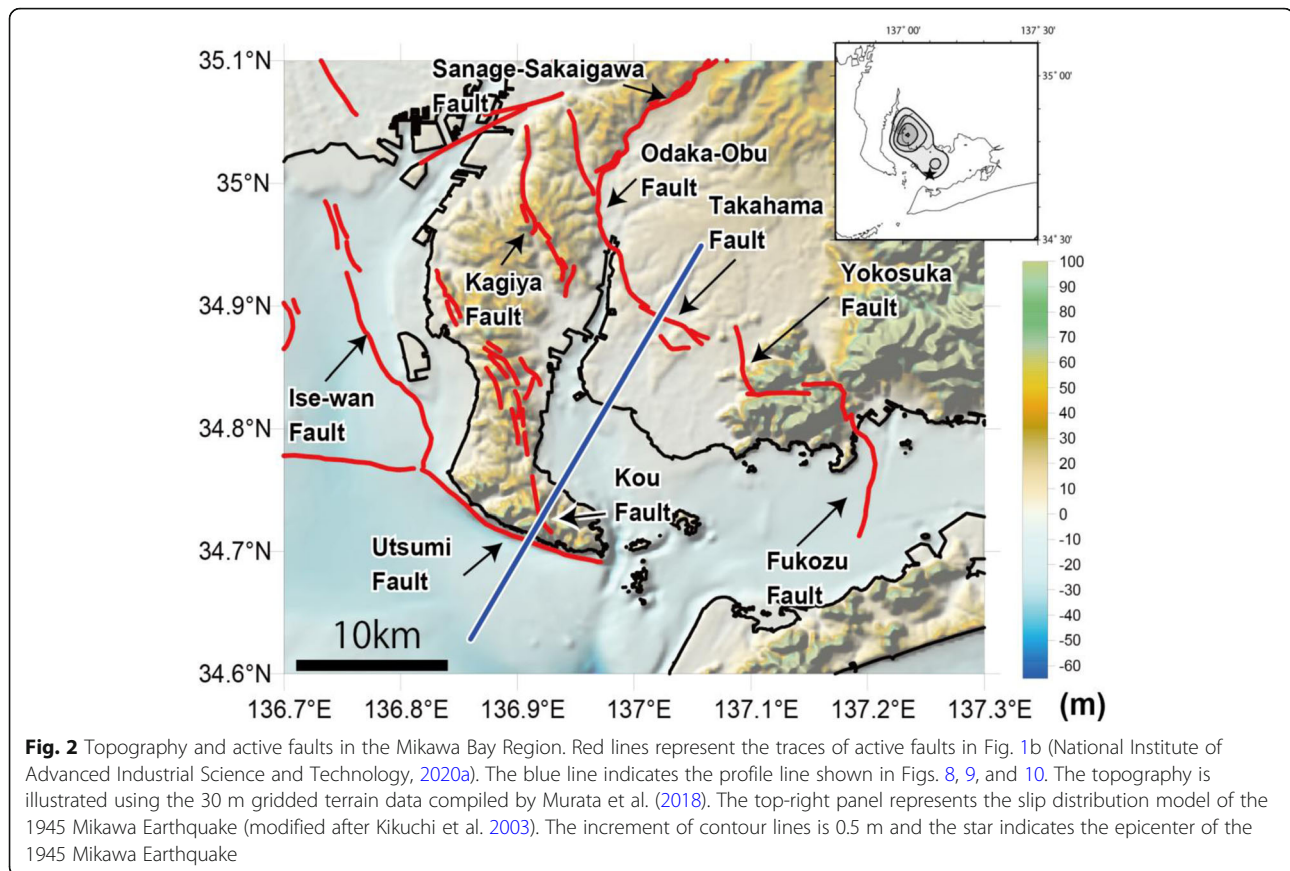 137° 00'
137° 30'
35° 00'
34° 30'
35.1°N
35°N
34.9°N
34.8°N
34.7°N
34.6°N
Sanage-Sakaigawa
Fault
Odaka-Obu
Fault
Takahama
Fault
Yokosuka
Fault
Kagiya
Fault
Ise-wan
Fault
Kou
Fault
Utsumi
Fault
Fukozu
Fault
10km
100
90
80
70
60
50
40
30
20
10
0
-10
-20
-30
-40
-50
-60
(m)
136.7°E 136.8°E 136.9°E 137°E 137.1°E 137.2°E 137.3°E
Fig. 2 Topography and active faults in the Mikawa Bay Region. Red lines represent the traces of active faults in Fig. 1b (National Institute of
Advanced Industrial Science and Technology, 2020a). The blue line indicates the profile line shown in Figs. 8, 9, and 10. The topography is
illustrated using the 30 m gridded terrain data compiled by Murata et al. (2018). The top-right panel represents the slip distribution model of the
1945 Mikawa Earthquake (modified after Kikuchi et al. 2003). The increment of contour lines is 0.5 m and the star indicates the epicenter of the
1945 Mikawa Earthquake